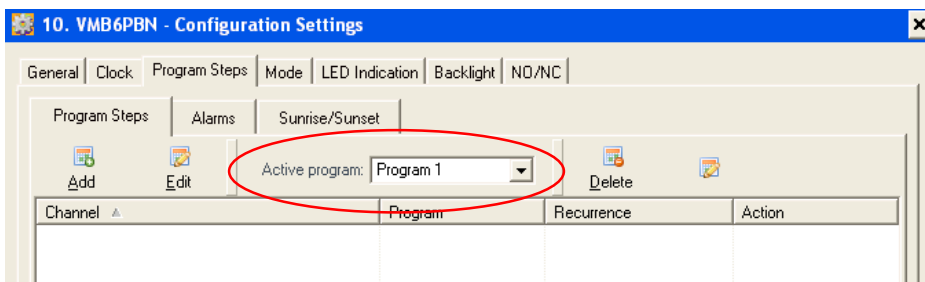 10. VMB6PBN - Configuration Settings
General Clock Program Steps Mode LED Indication Backlight NO/NC
Program Steps Alarms Sunrise/Sunset
Add Edit Active program: Program 1 Delete
Channel Program Recurrence Action